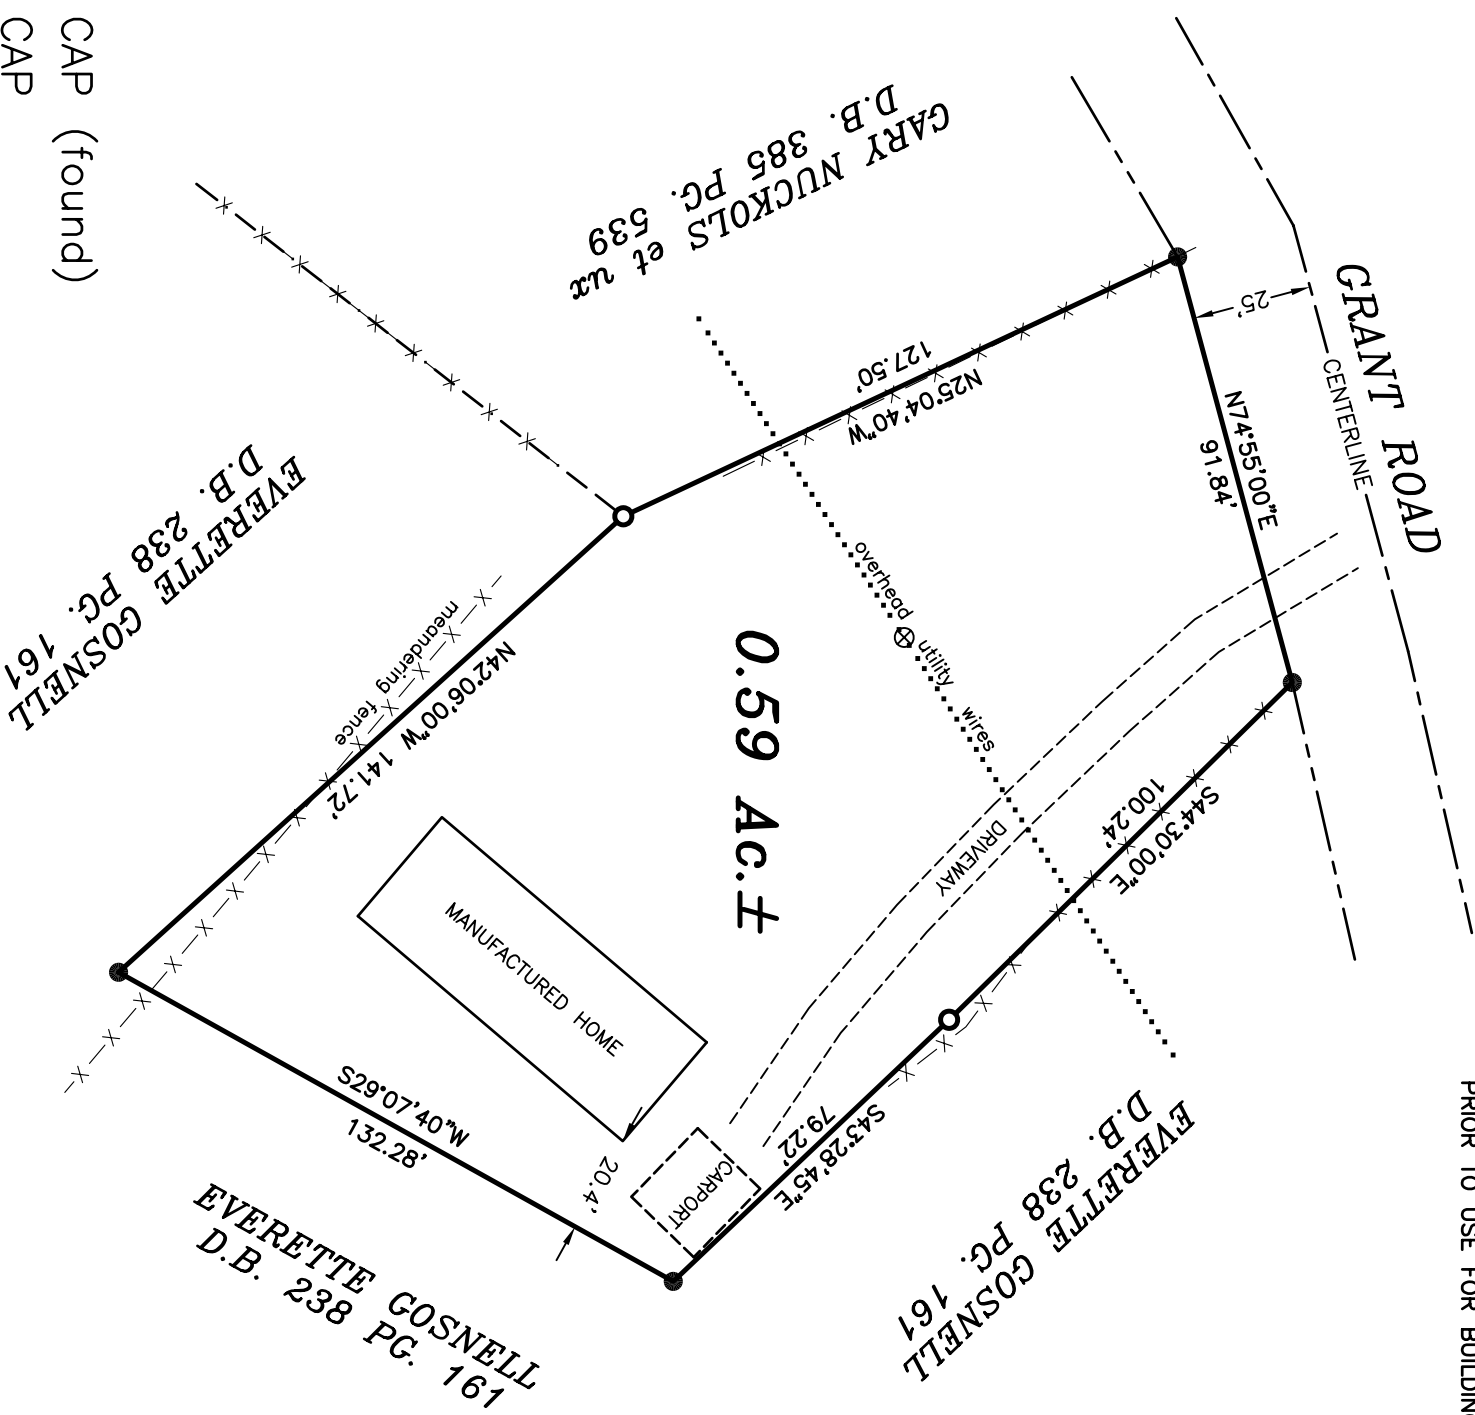 GRANT ROAD
CENTERLINE
25'
N74°55'00"E
91.84'
GARY NUCKOLS et ux
D.B. 385 PG. 539
127.50'
N25°04'40"W
CAP (found)
CAP
overhead utility wires
0.59 Ac.±
DRIVEWAY
S44°30'00"E
100.24'
EVERETTE GOSNELL
D.B. 238 PG. 161
N42°06'00"W 141.72'
meandering fence
MANUFACTURED HOME
S43°28'45"E
79.22'
CARPORT
20.4'
EVERETTE GOSNELL
D.B. 238 PG. 161
S29°07'40"W
132.28'
EVERETTE GOSNELL
D.B. 238 PG. 161
PRIOR TO USE FOR BUILDIN